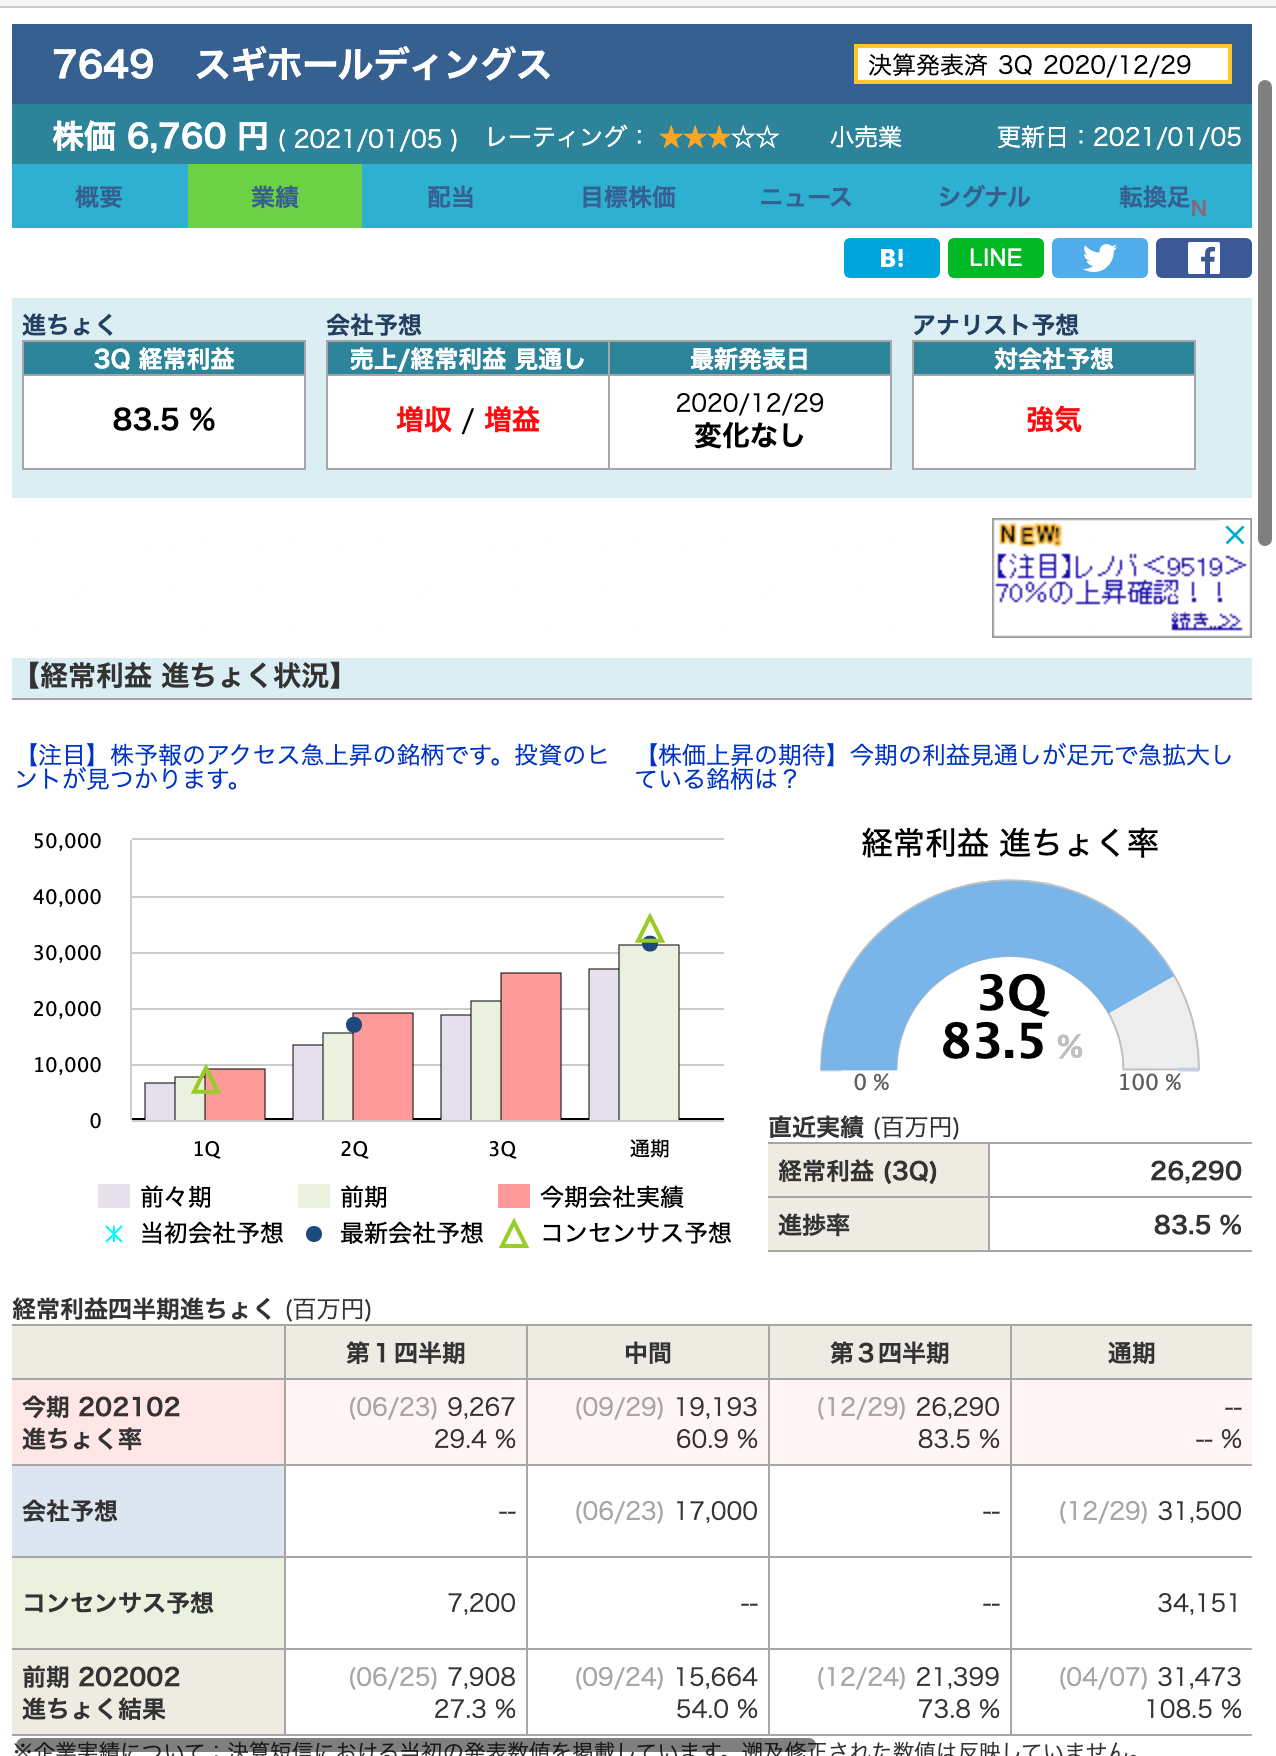 7649 スギホールディングス
決算発表済 3Q 2020/12/29
株価 6,760 円 ( 2021/01/05 ) レーティング： ★★★☆☆ 小売業 更新日：2021/01/05
概要 業績 配当 目標株価 ニュース シグナル 転換足N
B! LINE
進ちょく 会社予想 アナリスト予想
3Q 経常利益 売上/経常利益 見通し 最新発表日 対会社予想
83.5 % 増収 / 増益 2020/12/29 強気
変化なし
NEW!
【注目】レノバ<9519>
70%の上昇確認！！
続き..>>
【経常利益 進ちょく状況】
【注目】株予報のアクセス急上昇の銘柄です。投資のヒ
ントが見つかります。
【株価上昇の期待】今期の利益見通しが足元で急拡大し
ている銘柄は？
50,000
40,000
30,000
20,000
10,000
0
1Q 2Q 3Q 通期
前々期 前期 今期会社実績
当初会社予想 最新会社予想 コンセンサス予想
経常利益 進ちょく率
3Q
83.5 %
0 % 100 %
直近実績 (百万円)
経常利益 (3Q) 26,290
進捗率 83.5 %
経常利益四半期進ちょく (百万円)
第１四半期 中間 第３四半期 通期
今期 202102 (06/23) 9,267 (09/29) 19,193 (12/29) 26,290 --
進ちょく率 29.4 % 60.9 % 83.5 % -- %
会社予想 -- (06/23) 17,000 -- (12/29) 31,500
コンセンサス予想 7,200 -- -- 34,151
前期 202002 (06/25) 7,908 (09/24) 15,664 (12/24) 21,399 (04/07) 31,473
進ちょく結果 27.3 % 54.0 % 73.8 % 108.5 %
※企業実績について：決算短信における当初の発表数値を掲載しています。遡及修正された数値は反映していません。